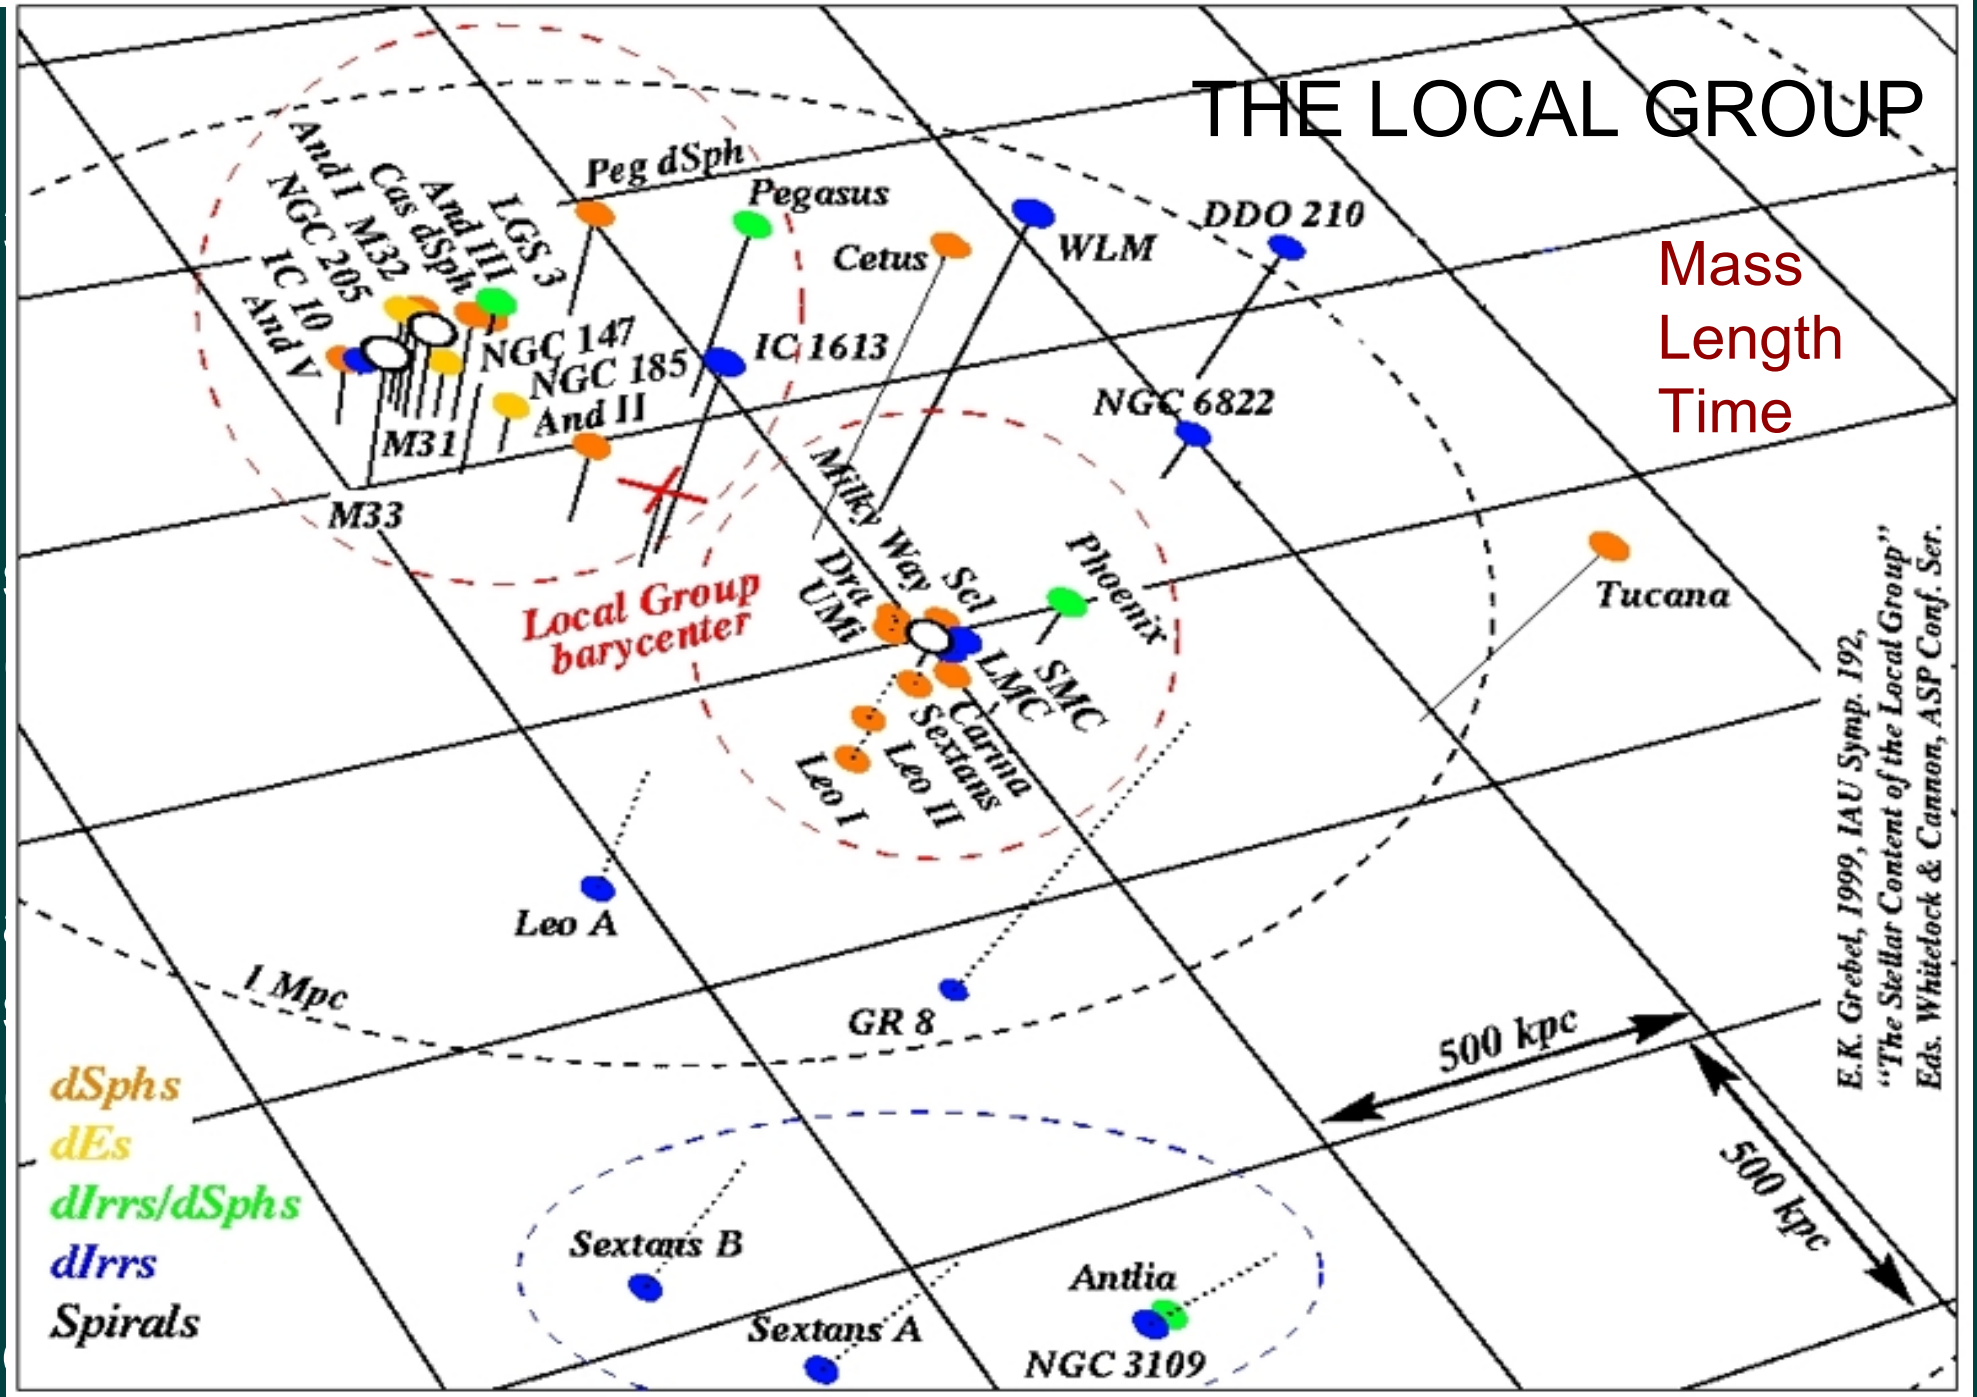 THE LOCAL GROUP
Mass
Length
Time
And I
M32
Cas dSph
And III
LGS 3
NGC 205
IC 10
And V
Peg dSph
Pegasus
Cetus
WLM
DDO 210
NGC 147
NGC 185
And II
IC 1613
NGC 6822
M31
M33
Milky Way
Local Group
barycenter
Dra
UMi
Scl
Phoenix
Tucana
LMC
SMC
Carina
Sextans
Leo II
Leo I
Leo A
GR 8
1 Mpc
500 kpc
500 kpc
Sextans B
Sextans A
Antlia
NGC 3109
dSphs
dEs
dIrrs/dSphs
dIrrs
Spirals
E.K. Grebel, 1999, IAU Symp. 192,
“The Stellar Content of the Local Group”
Eds. Whitelock & Cannon, ASP Conf. Ser.